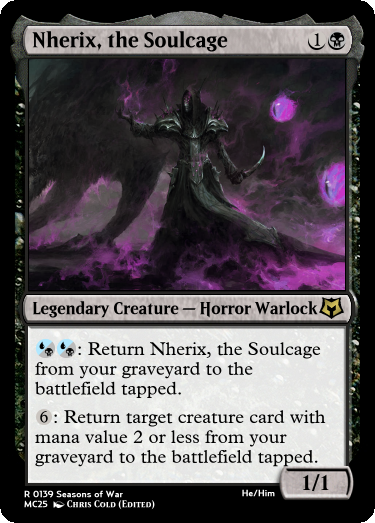 Nherix, the Soulcage 1
Legendary Creature — Horror Warlock
: Return Nherix, the Soulcage
from your graveyard to the
battlefield tapped.
6: Return target creature card with
mana value 2 or less from your
graveyard to the battlefield tapped.
1/1
R 0139 Seasons of War He/Him
MC25 Chris Cold (Edited)